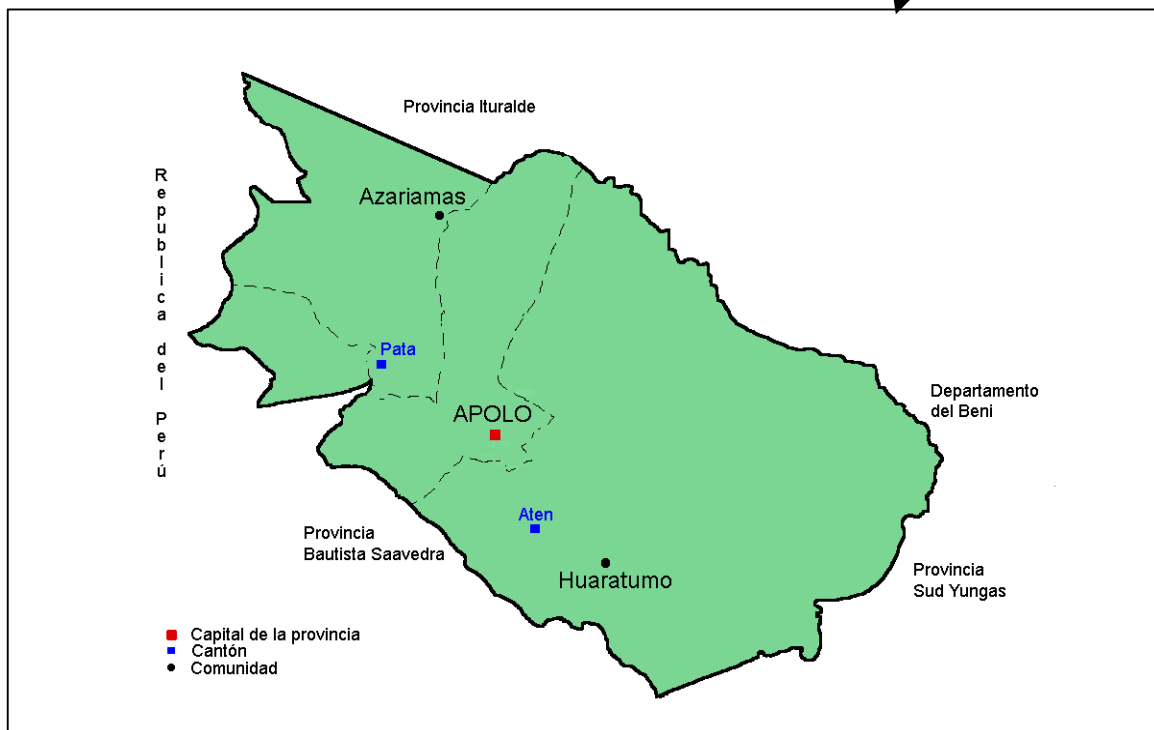 Provincia Ituralde
Republica del Perú
Azariamas
Pata
APOLO
Departamento
del Beni
Aten
Provincia
Bautista Saavedra
Huaratumo
Provincia
Sud Yungas
Capital de la provincia
Cantón
Comunidad